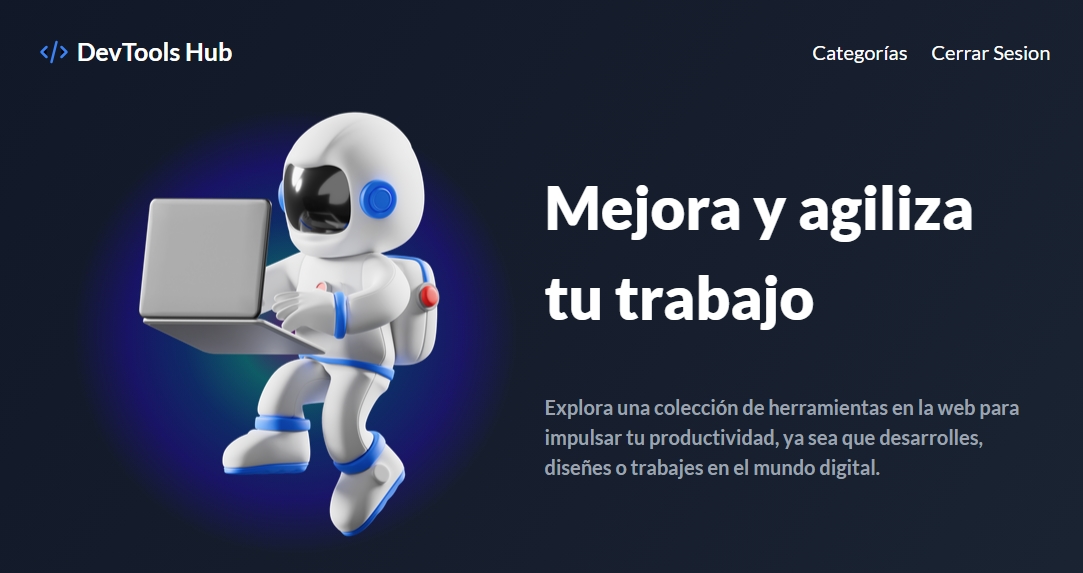 </> DevTools Hub
Categorías Cerrar Sesion
Mejora y agiliza
tu trabajo
Explora una colección de herramientas en la web para
impulsar tu productividad, ya sea que desarrolles,
diseñes o trabajes en el mundo digital.